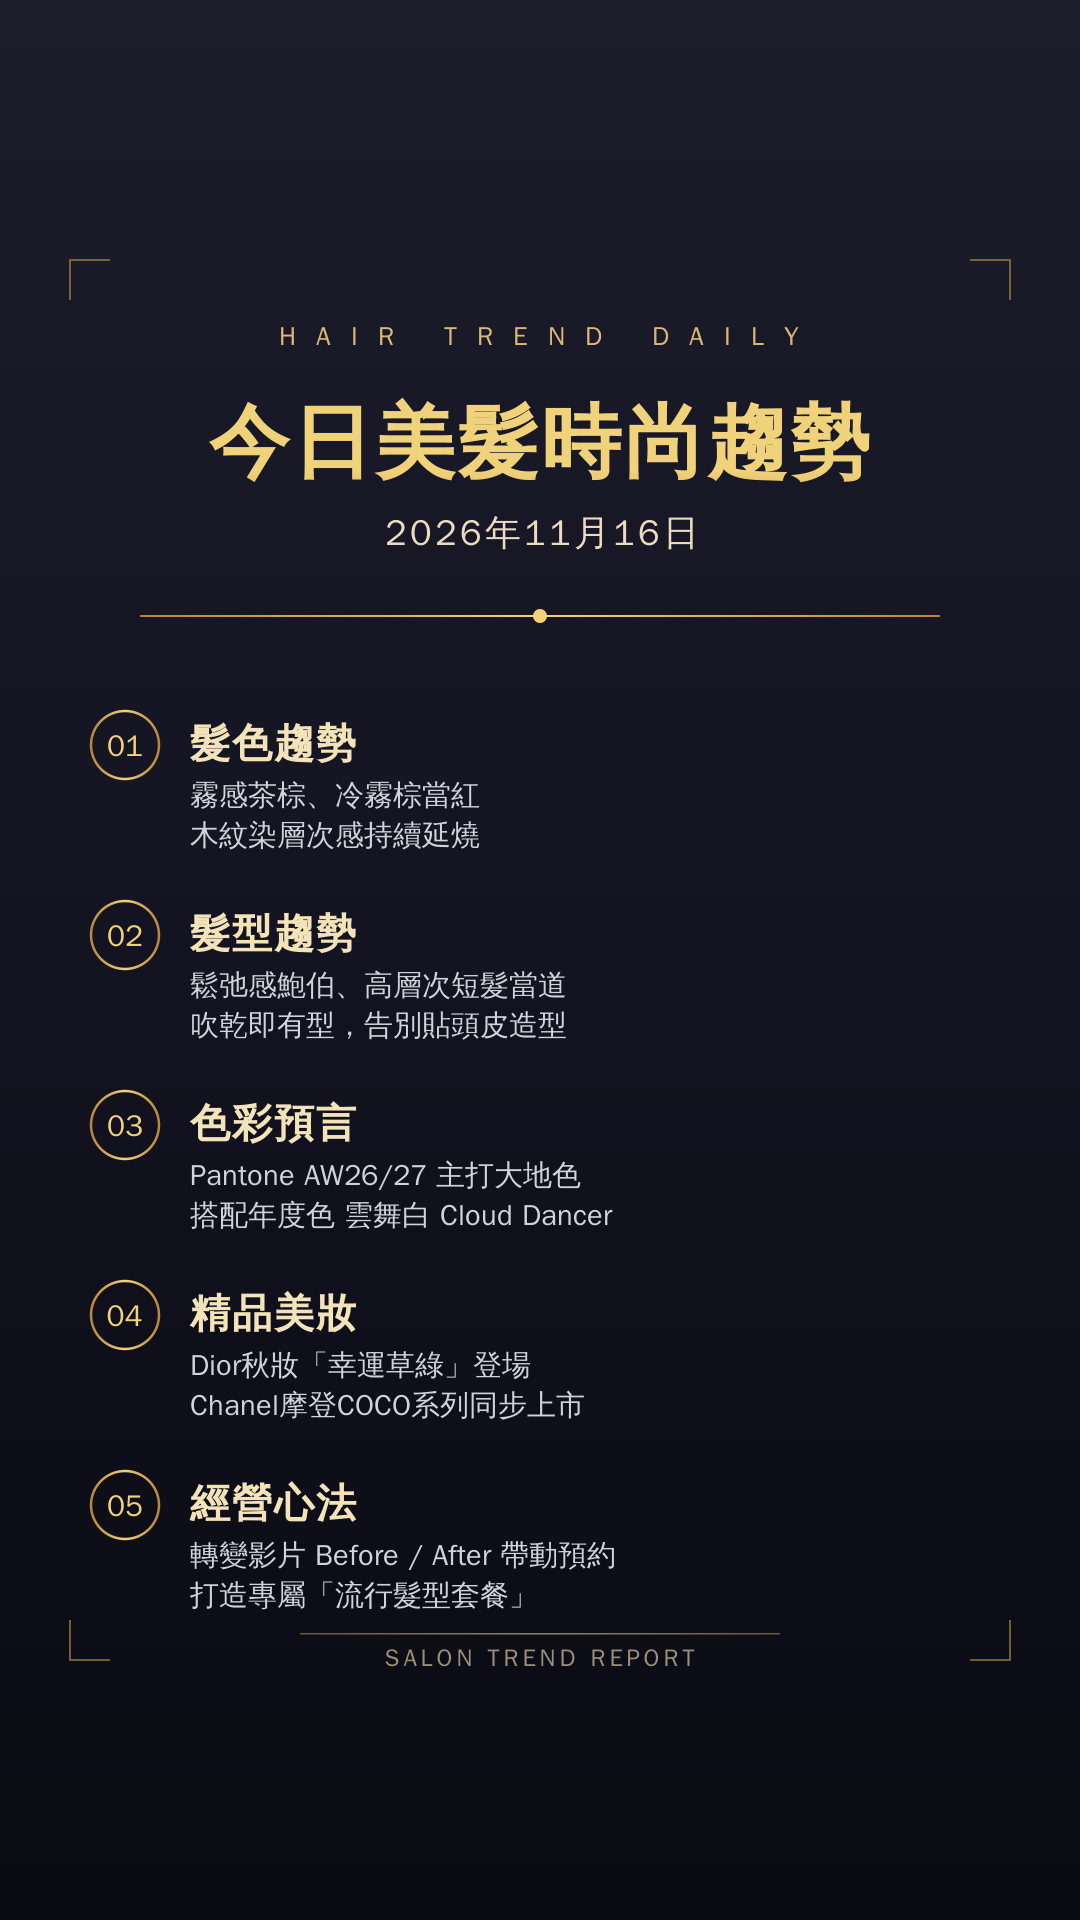 HAIR TREND DAILY
今日美髮時尚趨勢
2026年11月16日
01
髮色趨勢
霧感茶棕、冷霧棕當紅
木紋染層次感持續延燒
02
髮型趨勢
鬆弛感鮑伯、高層次短髮當道
吹乾即有型，告別貼頭皮造型
03
色彩預言
Pantone AW26/27 主打大地色
搭配年度色 雲舞白 Cloud Dancer
04
精品美妝
Dior秋妝「幸運草綠」登場
Chanel摩登COCO系列同步上市
05
經營心法
轉變影片 Before / After 帶動預約
打造專屬「流行髮型套餐」
SALON TREND REPORT